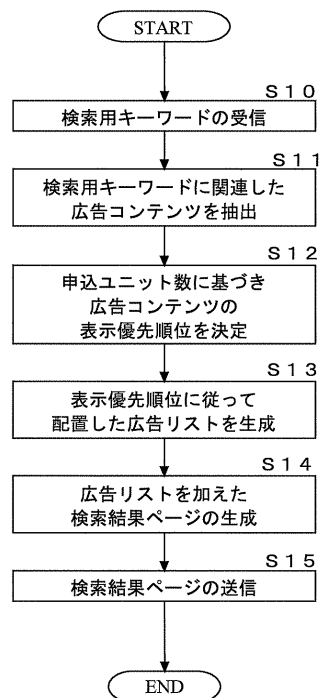 START
S10
検索用キーワードの受信
S11
検索用キーワードに関連した
広告コンテンツを抽出
S12
申込ユニット数に基づき
広告コンテンツの
表示優先順位を決定
S13
表示優先順位に従って
配置した広告リストを生成
S14
広告リストを加えた
検索結果ページの生成
S15
検索結果ページの送信
END